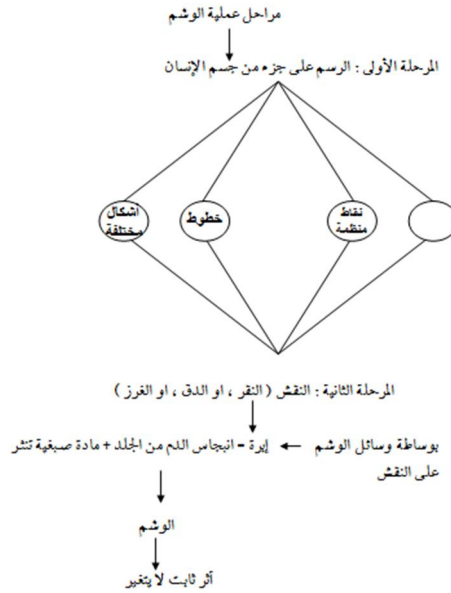 مراحل عملية الوشم
المرحلة الأولى : الرسم على جزء من جسم الإنسان
نقاط منظمة
خطوط
أشكال مختلفة
المرحلة الثانية : النقش ( النقر ، او الدق ، او الغرز )
بوساطة وسائل الوشم
إبرة – انبجاس الدم من الجلد + مادة صبغية تنثر
على النقش
الوشم
أثر ثابت لا يتغير